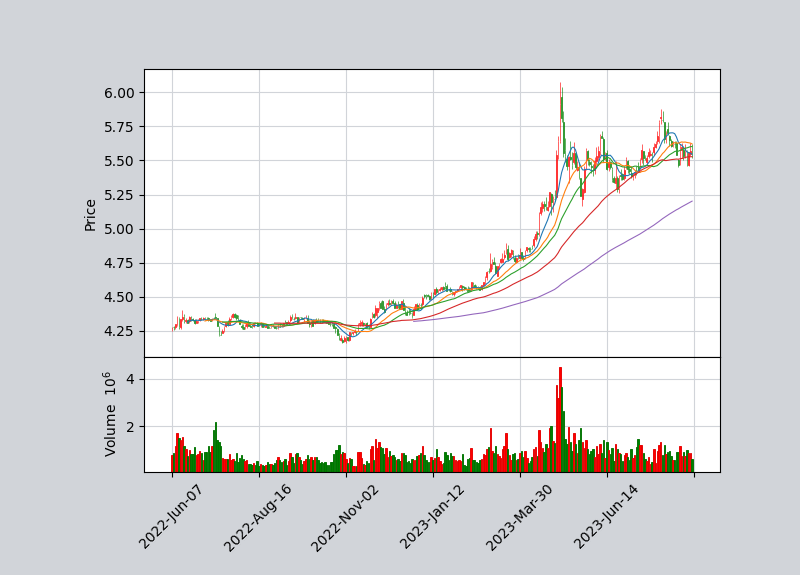 6.00
5.75
5.50
5.25
5.00
4.75
4.50
4.25
Price
4
2
Volume 10^6
2022-Jun-07
2022-Aug-16
2022-Nov-02
2023-Jan-12
2023-Mar-30
2023-Jun-14